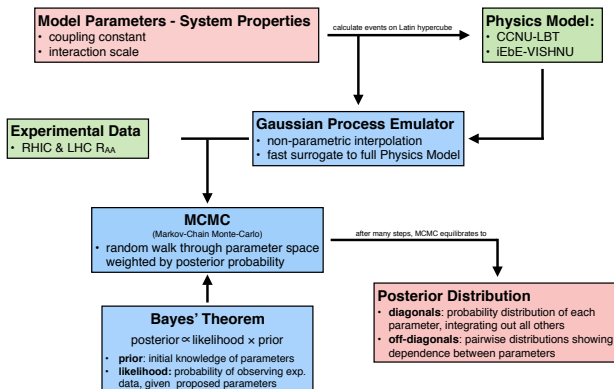 Model Parameters - System Properties
• coupling constant
• interaction scale
calculate events on Latin hypercube
Physics Model:
• CCNU-LBT
• iEbE-VISHNU
Experimental Data
• RHIC & LHC RAA
Gaussian Process Emulator
• non-parametric interpolation
• fast surrogate to full Physics Model
MCMC
(Markov-Chain Monte-Carlo)
• random walk through parameter space
weighted by posterior probability
after many steps, MCMC equilibrates to
Posterior Distribution
• diagonals: probability distribution of each
parameter, integrating out all others
• off-diagonals: pairwise distributions showing
dependence between parameters
Bayes' Theorem
posterior ∝ likelihood × prior
• prior: initial knowledge of parameters
• likelihood: probability of observing exp.
data, given proposed parameters